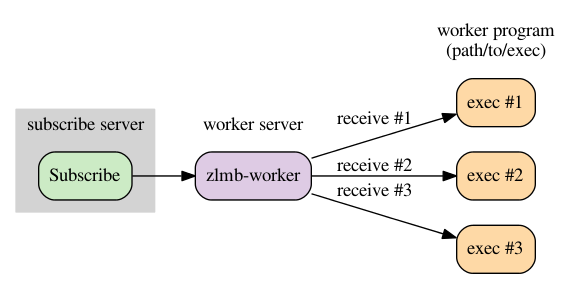 worker program
(path/to/exec)
subscribe server
worker server
Subscribe
zlmb-worker
receive #1
receive #2
receive #3
exec #1
exec #2
exec #3